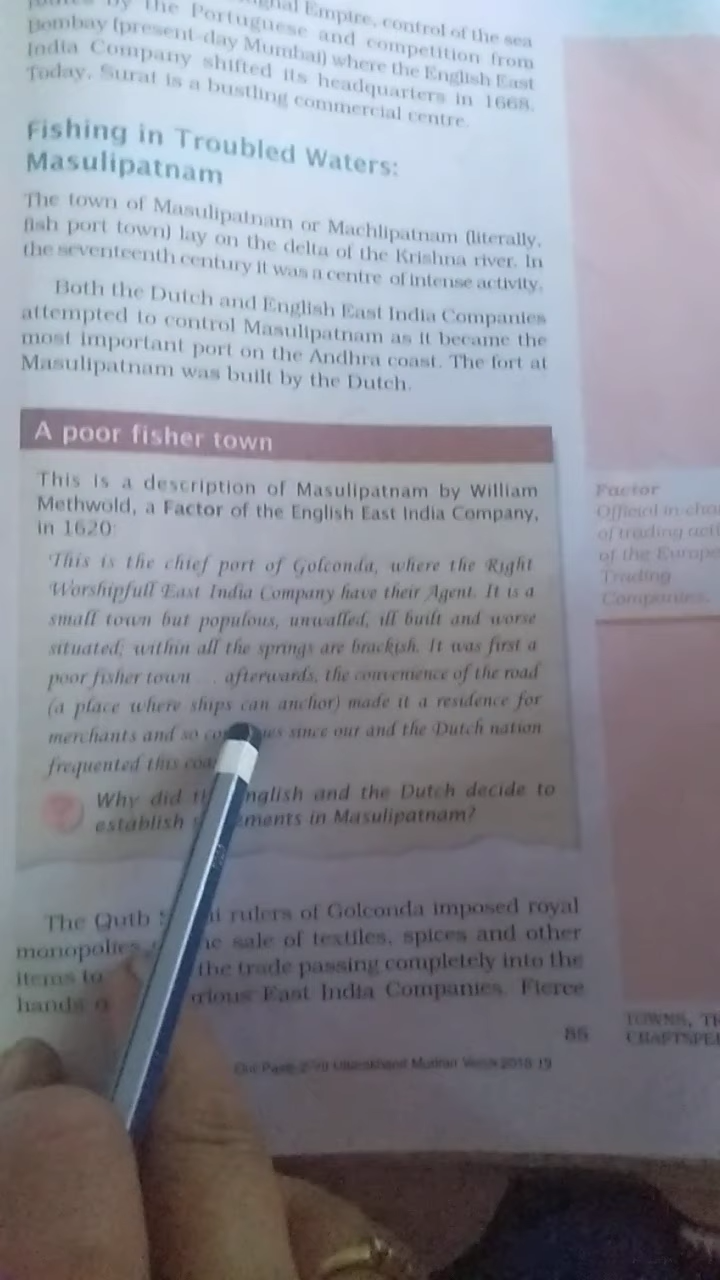 by the Portuguese and competition from
Empire, control of the sea
Bombay (present-day Mumbai) where the English East
India Company shifted its headquarters in 1668.
Today, Surat is a bustling commercial centre.
Fishing in Troubled Waters:
Masulipatnam
The town of Masulipatnam or Machlipatnam (literally,
fish port town) lay on the delta of the Krishna river. In
the seventeenth century it was a centre of intense activity.
Both the Dutch and English East India Companies
attempted to control Masulipatnam as it became the
most important port on the Andhra coast. The fort at
Masulipatnam was built by the Dutch.
A poor fisher town
This is a description of Masulipatnam by William
Methwold, a Factor of the English East India Company,
in 1620:
This is the chief port of Golconda, where the Right
Worshipfull East India Company have their Agent. It is a
small town but populous, unwalled, ill built and worse
situated; within all the springs are brackish. It was first a
poor fisher town ... afterwards, the convenience of the road
(a place where ships can anchor) made it a residence for
merchants and so since our and the Dutch nation
frequented this
? Why did nglish and the Dutch decide to
establish ements in Masulipatnam?
The Qutb rulers of Golconda imposed royal
monopolies sale of textiles, spices and other
items to the trade passing completely into the
hands East India Companies. Fierce
Factor
Official in cha
of trading acti
of the Europe
Trading
Companies.
TOWNS, T
CRAFTSPE